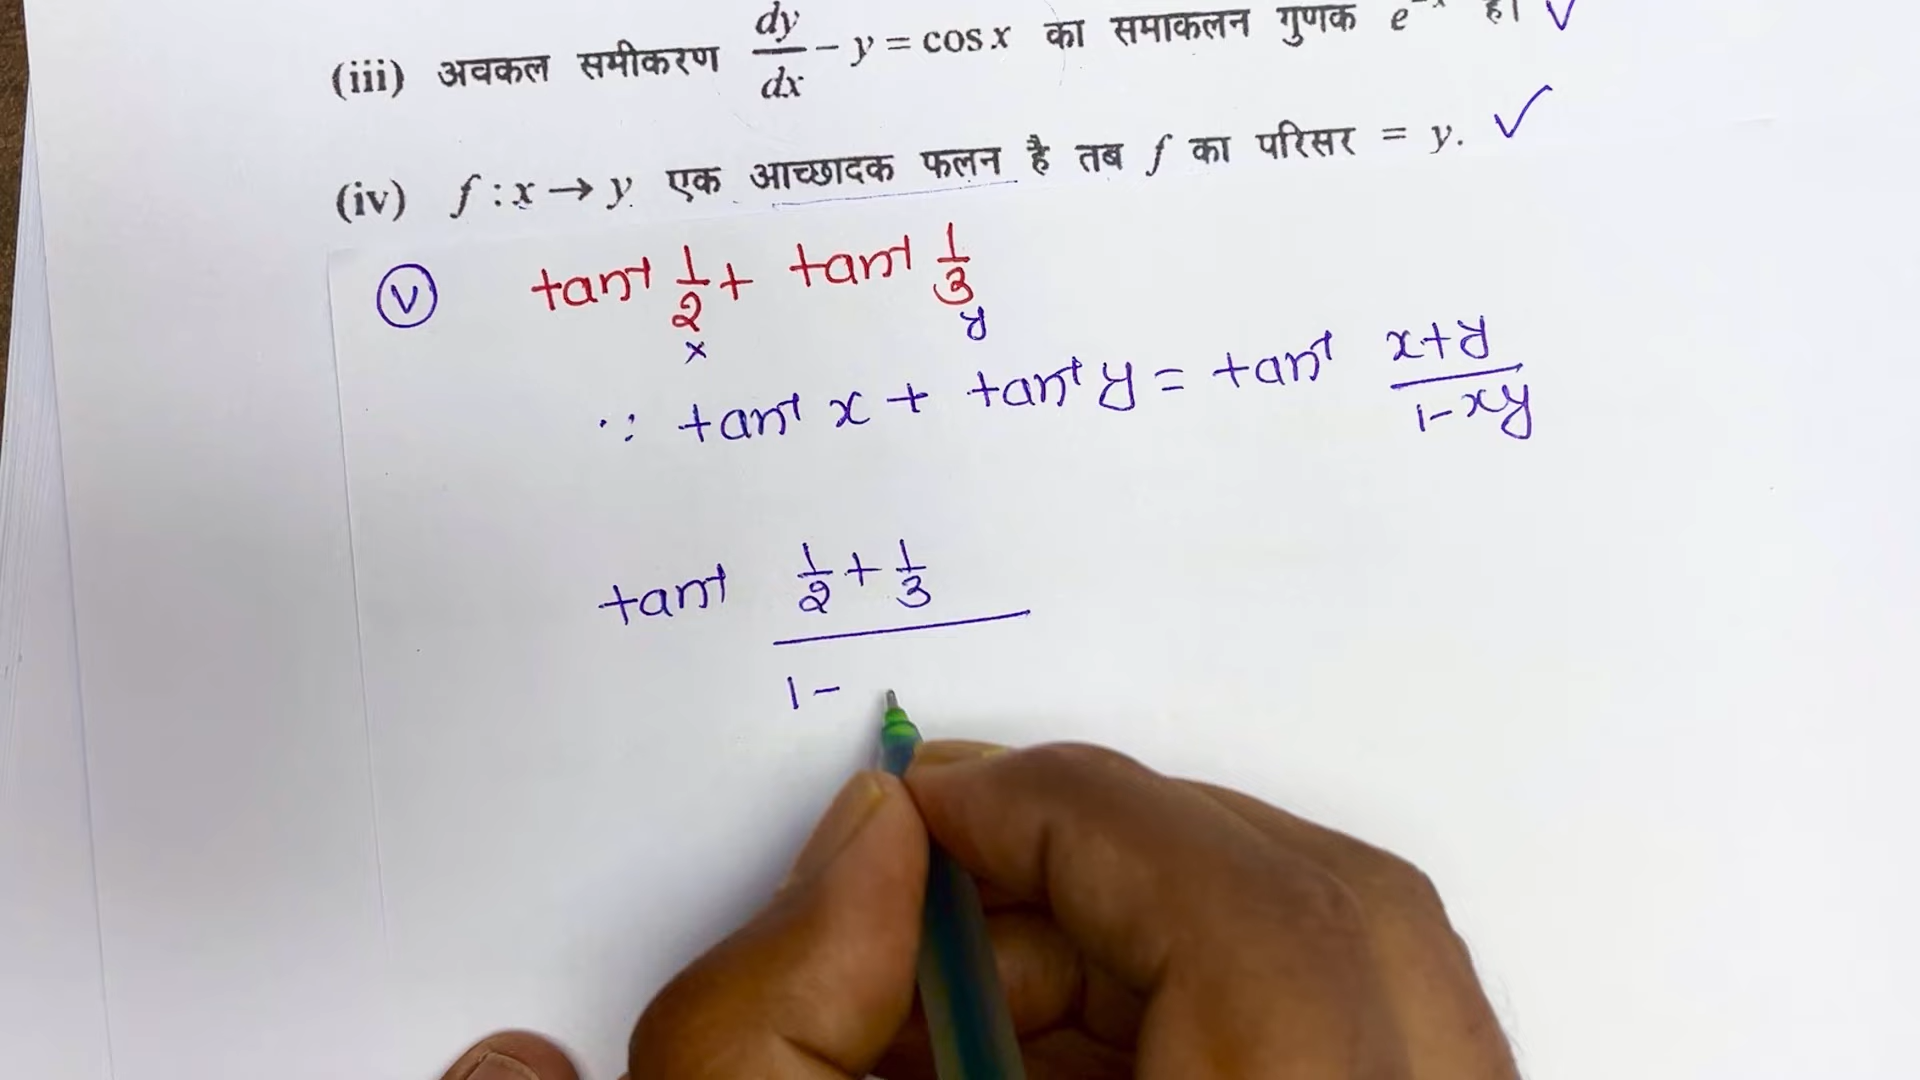 (iii) अवकल समीकरण dy/dx - y = cos x का समाकलन गुणक e^-x है। ✓
(iv) f : x → y एक आच्छादक फलन है तब f का परिसर = y. ✓
(v) tan⁻¹ 1/2 + tan⁻¹ 1/3
x y
∵ tan⁻¹ x + tan⁻¹ y = tan⁻¹ (x+y)/(1-xy)
tan⁻¹ (1/2 + 1/3)/(1-